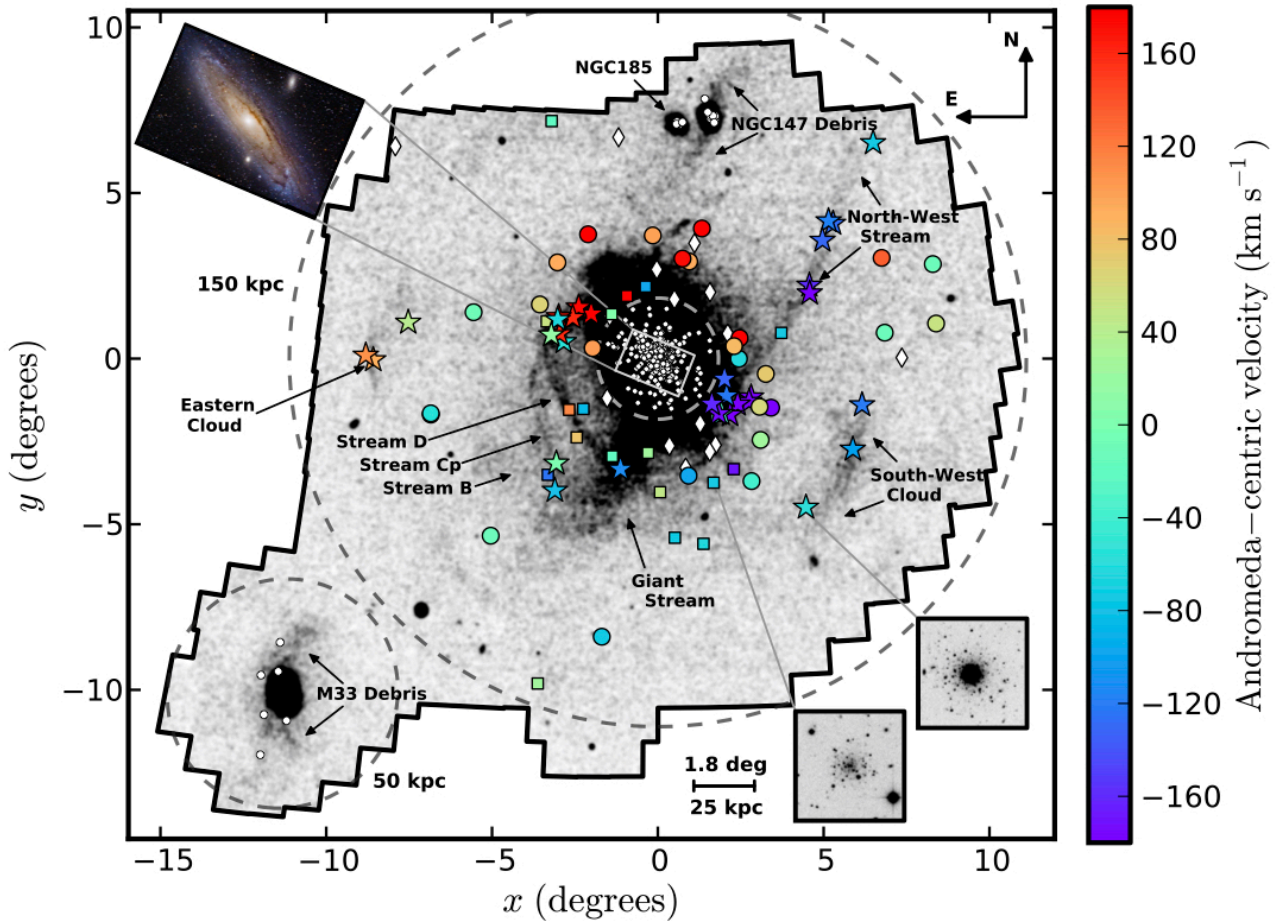 10
5
0
−5
−10
−15
−10
−5
0
5
10
y (degrees)
x (degrees)
N
E
NGC185
NGC147 Debris
North-West
Stream
150 kpc
Eastern
Cloud
Stream D
Stream Cp
Stream B
South-West
Cloud
Giant
Stream
M33 Debris
50 kpc
1.8 deg
25 kpc
160
120
80
40
0
−40
−80
−120
−160
Andromeda−centric velocity (km s⁻¹)